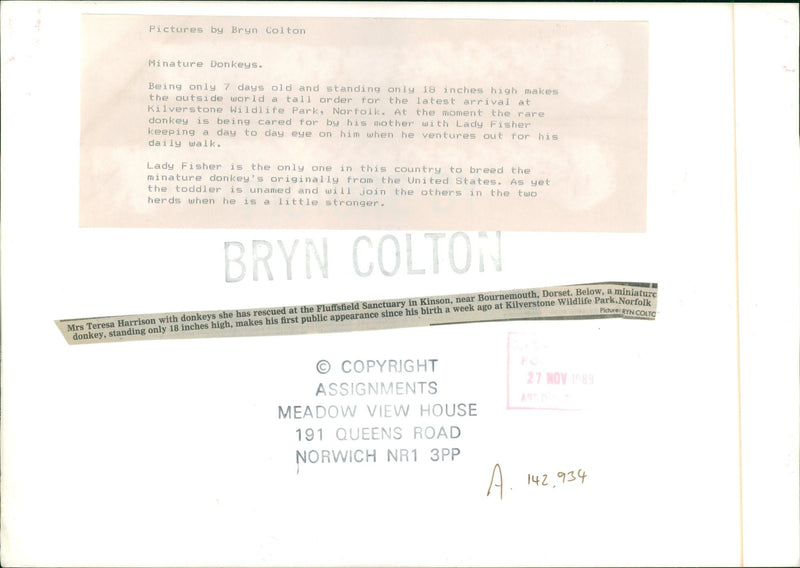 Pictures by Bryn Colton
Minature Donkeys.
Being only 7 days old and standing only 18 inches high makes
the outside world a tall order for the latest arrival at
Kilverstone Wildlife Park, Norfolk. At the moment the rare
donkey is being cared for by his mother with Lady Fisher
keeping a day to day eye on him when he ventures out for his
daily walk.
Lady Fisher is the only one in this country to breed the
minature donkey's originally from the United States. As yet
the toddler is unamed and will join the others in the two
herds when he is a little stronger.
BRYN COLTON
Mrs Teresa Harrison with donkeys she has rescued at the Fluffsfield Sanctuary in Kinson, near Bournemouth, Dorset. Below, a miniature
donkey, standing only 18 inches high, makes his first public appearance since his birth a week ago at Kilverstone Wildlife Park, Norfolk
Picture: RYN COLTO
© COPYRIGHT
ASSIGNMENTS
MEADOW VIEW HOUSE
191 QUEENS ROAD
NORWICH NR1 3PP
27 NOV 1989
A. 142,934